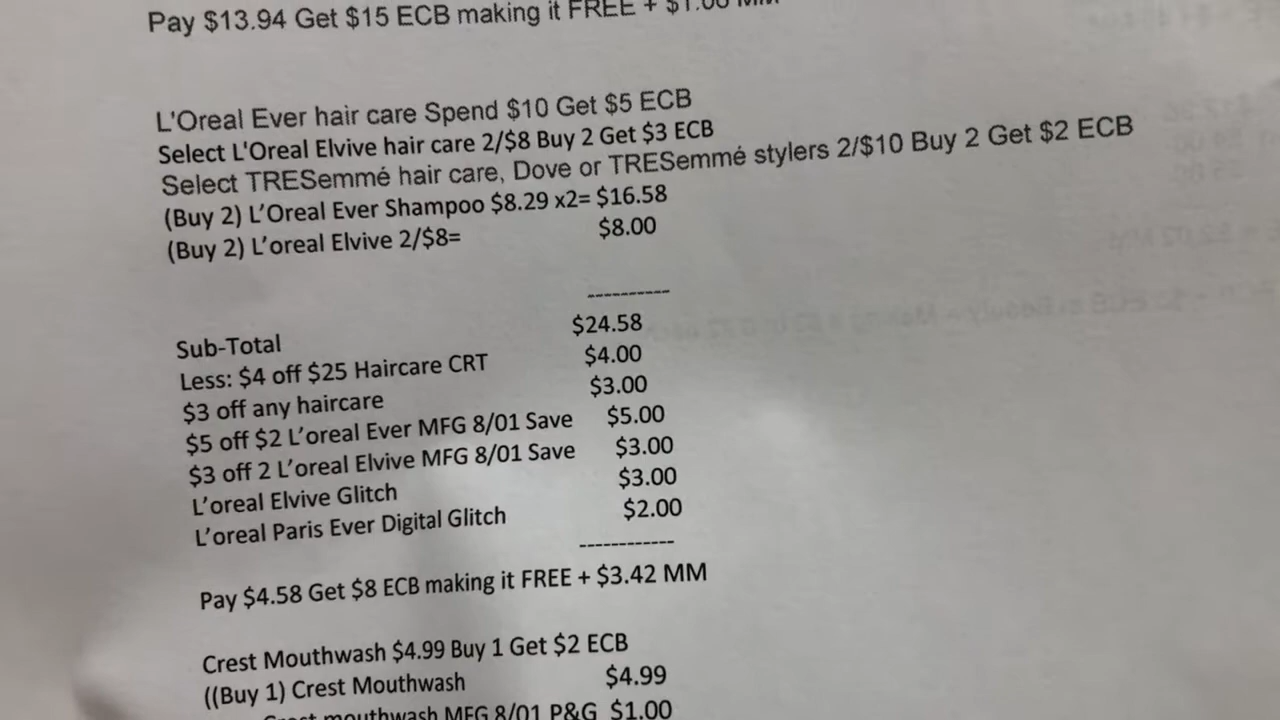 Pay $13.94 Get $15 ECB making it FREE + $1.06 MM
L'Oreal Ever hair care Spend $10 Get $5 ECB
Select L'Oreal Elvive hair care 2/$8 Buy 2 Get $3 ECB
Select TRESemmé hair care, Dove or TRESemmé stylers 2/$10 Buy 2 Get $2 ECB
(Buy 2) L'Oreal Ever Shampoo $8.29 x2= $16.58
(Buy 2) L'oreal Elvive 2/$8= $8.00
----------
Sub-Total $24.58
Less: $4 off $25 Haircare CRT $4.00
$3 off any haircare $3.00
$5 off $2 L'oreal Ever MFG 8/01 Save $5.00
$3 off 2 L'oreal Elvive MFG 8/01 Save $3.00
L'oreal Elvive Glitch $3.00
L'oreal Paris Ever Digital Glitch $2.00
------------
Pay $4.58 Get $8 ECB making it FREE + $3.42 MM
Crest Mouthwash $4.99 Buy 1 Get $2 ECB
((Buy 1) Crest Mouthwash $4.99
Crest mouthwash MFG 8/01 P&G $1.00